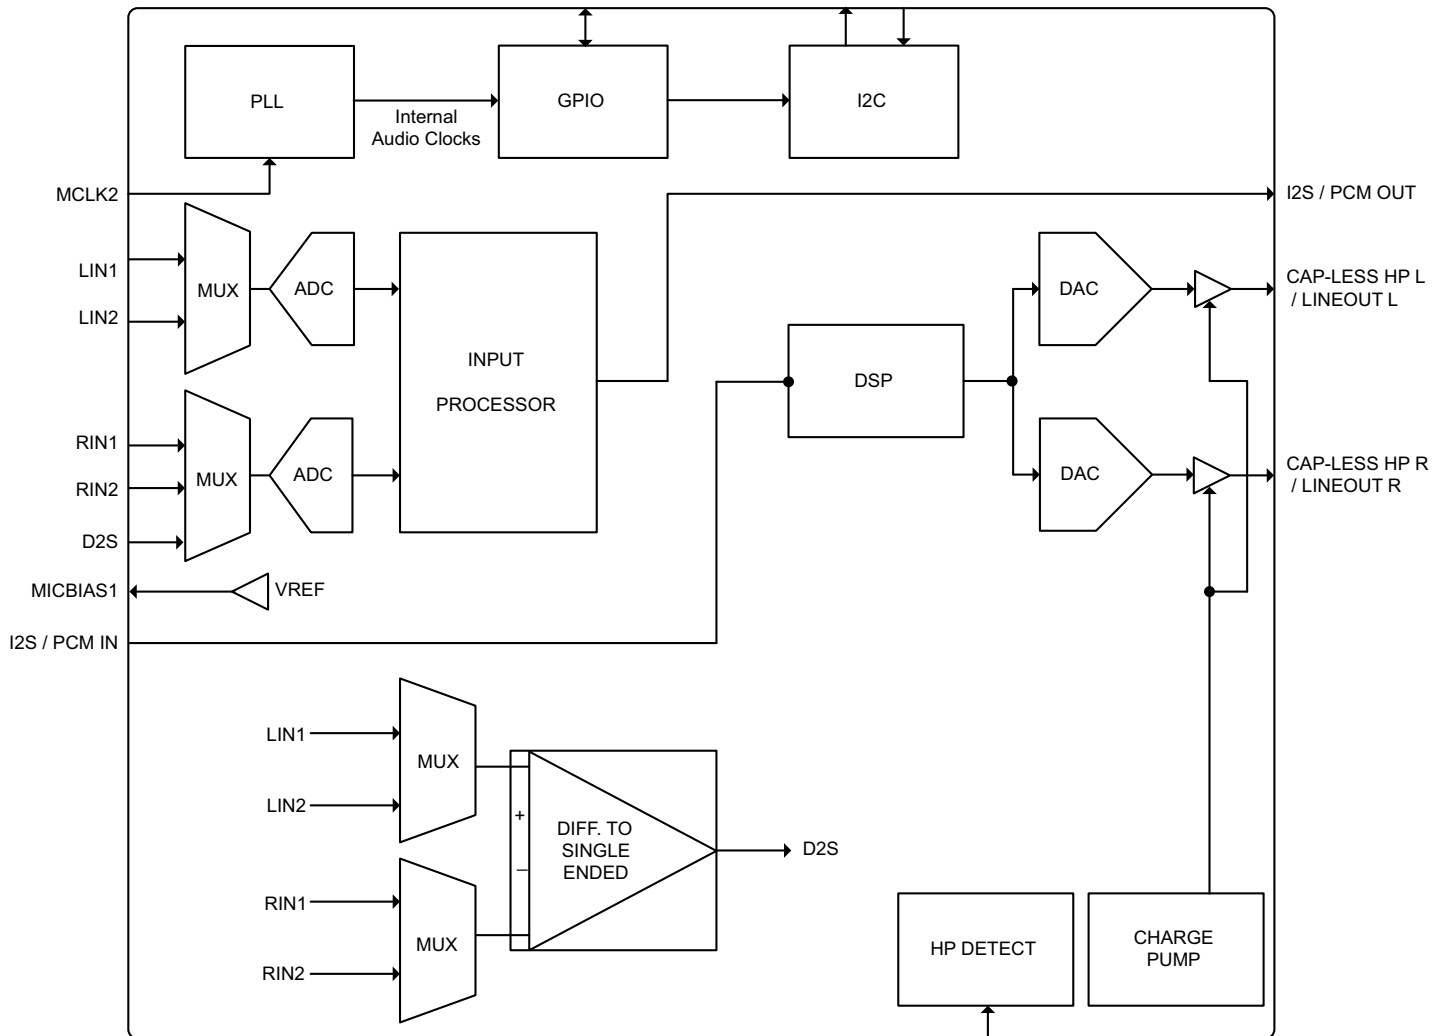 PLL
Internal
Audio Clocks
GPIO
I2C
MCLK2
I2S / PCM OUT
LIN1
LIN2
MUX
ADC
INPUT
PROCESSOR
DSP
DAC
CAP-LESS HP L
/ LINEOUT L
RIN1
RIN2
D2S
MUX
ADC
DAC
CAP-LESS HP R
/ LINEOUT R
MICBIAS1
VREF
I2S / PCM IN
LIN1
LIN2
MUX
RIN1
RIN2
MUX
+
–
DIFF. TO
SINGLE
ENDED
D2S
HP DETECT
CHARGE
PUMP